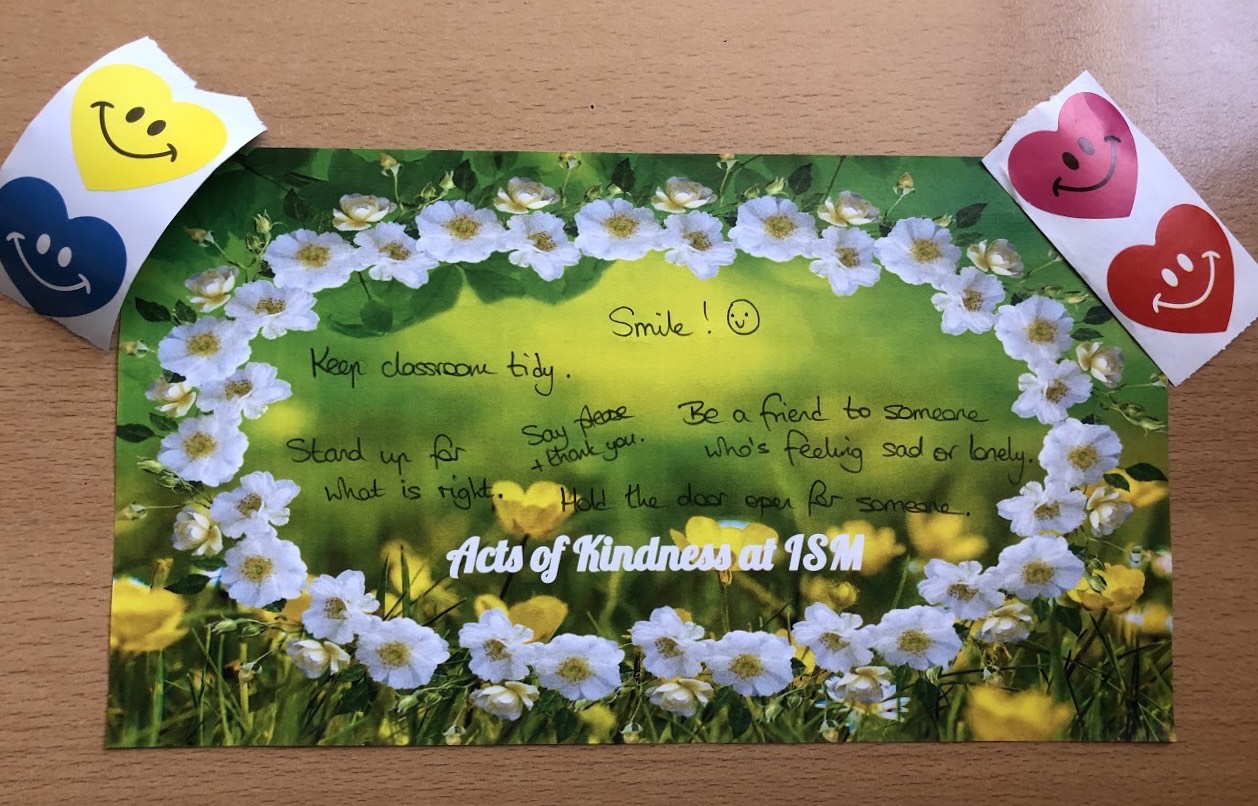 Smile!
Keep classroom tidy.
Say please
+ thank you.
Be a friend to someone
who's feeling sad or lonely.
Stand up for
what is right.
Hold the door open for someone.
Acts of Kindness at ISM